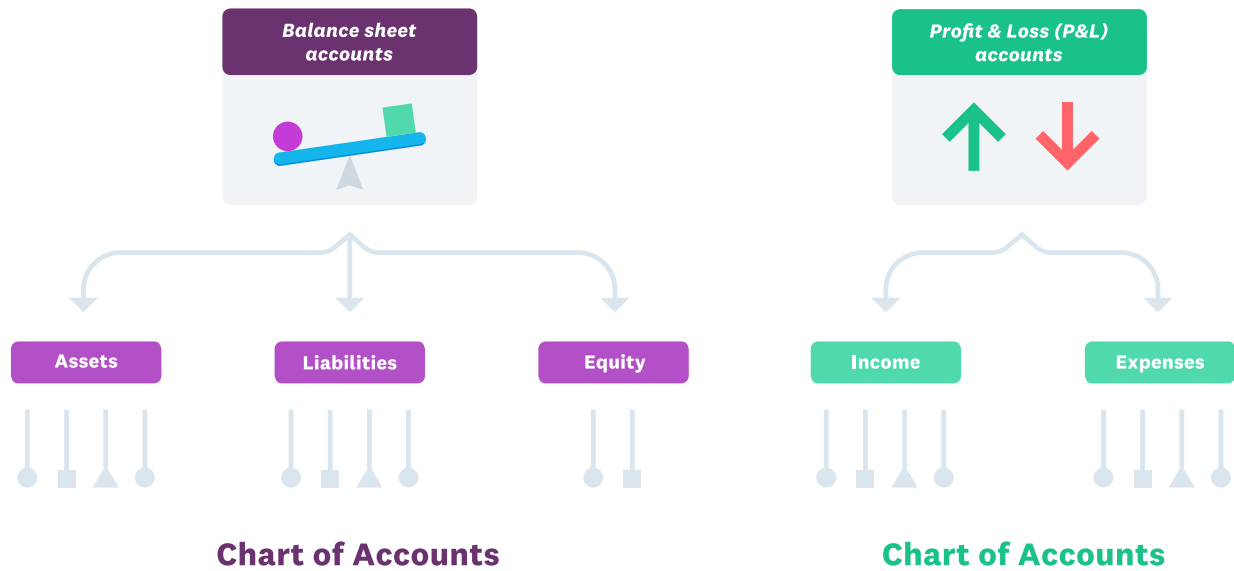 Balance sheet
accounts
Profit & Loss (P&L)
accounts
Assets
Liabilities
Equity
Income
Expenses
Chart of Accounts
Chart of Accounts